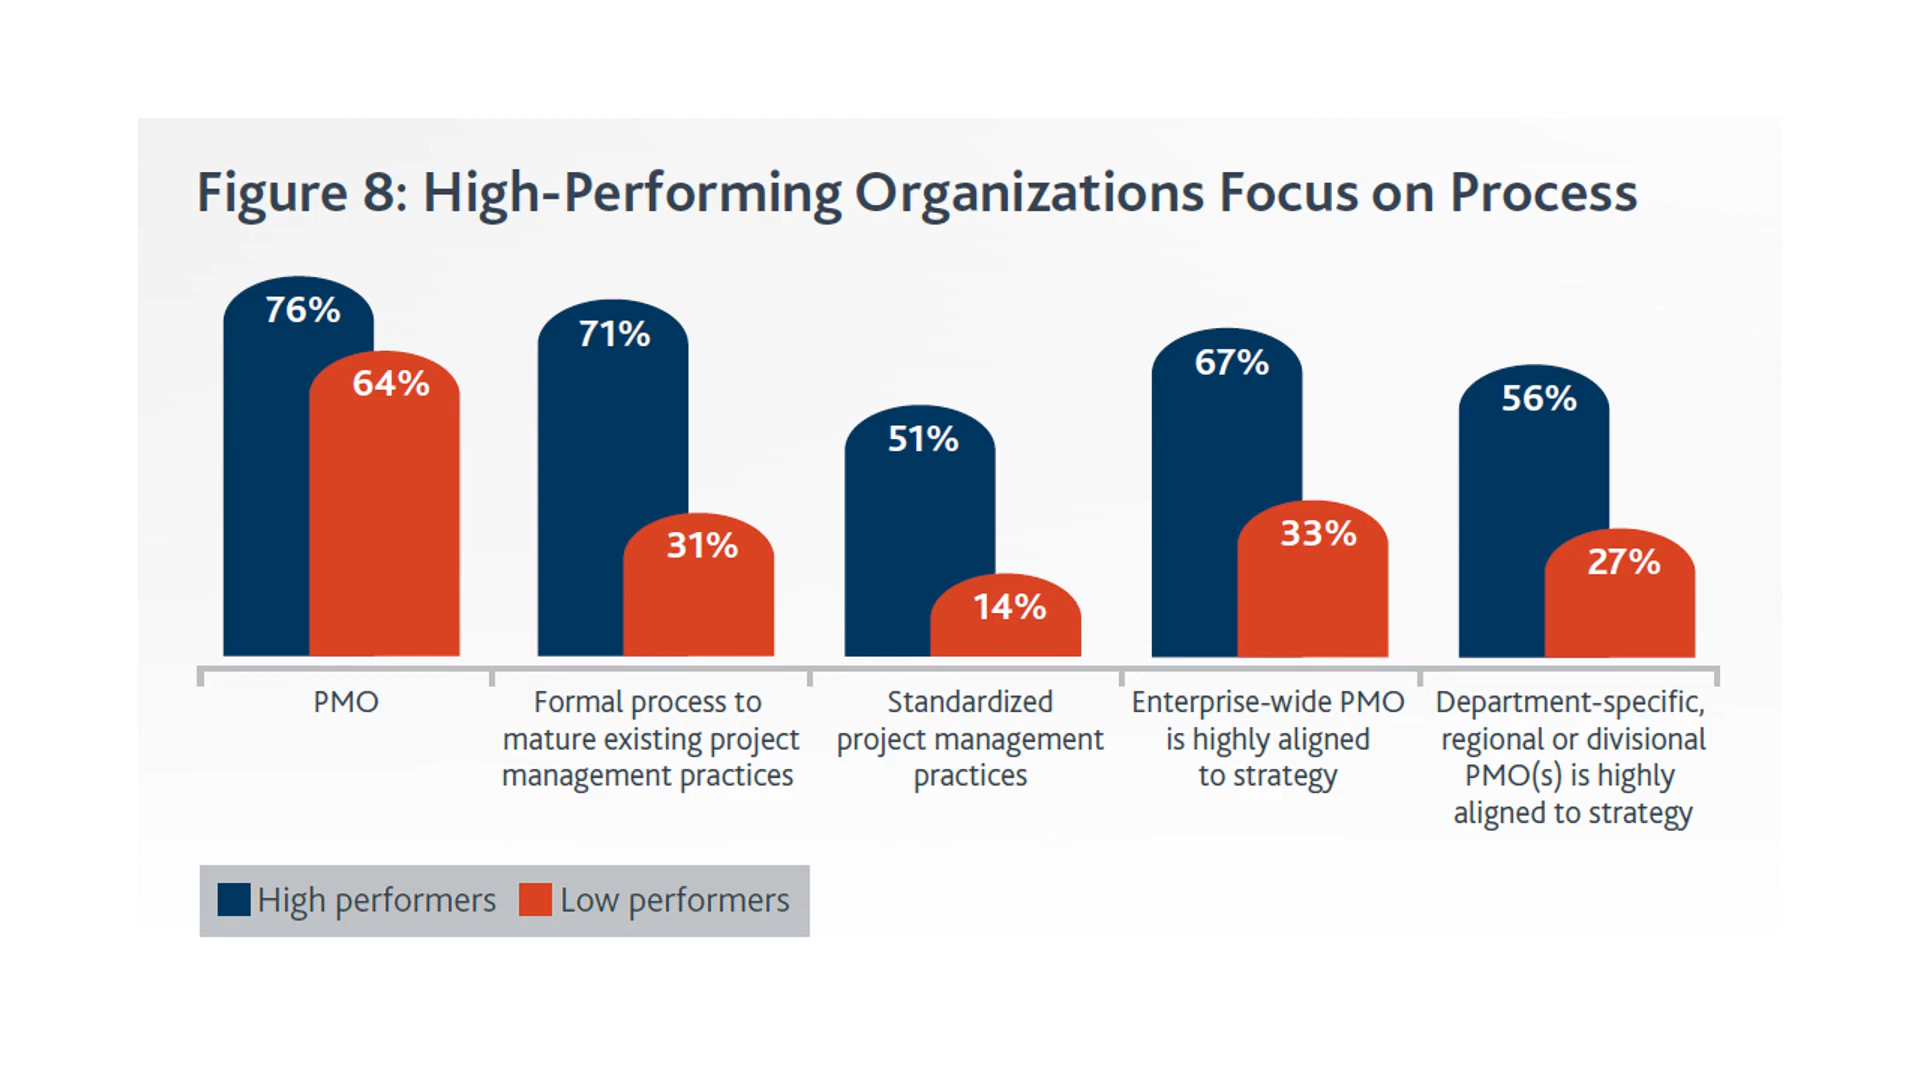 Figure 8: High-Performing Organizations Focus on Process
76%
64%
71%
31%
51%
14%
67%
33%
56%
27%
PMO
Formal process to
mature existing project
management practices
Standardized
project management
practices
Enterprise-wide PMO
is highly aligned
to strategy
Department-specific,
regional or divisional
PMO(s) is highly
aligned to strategy
High performers
Low performers